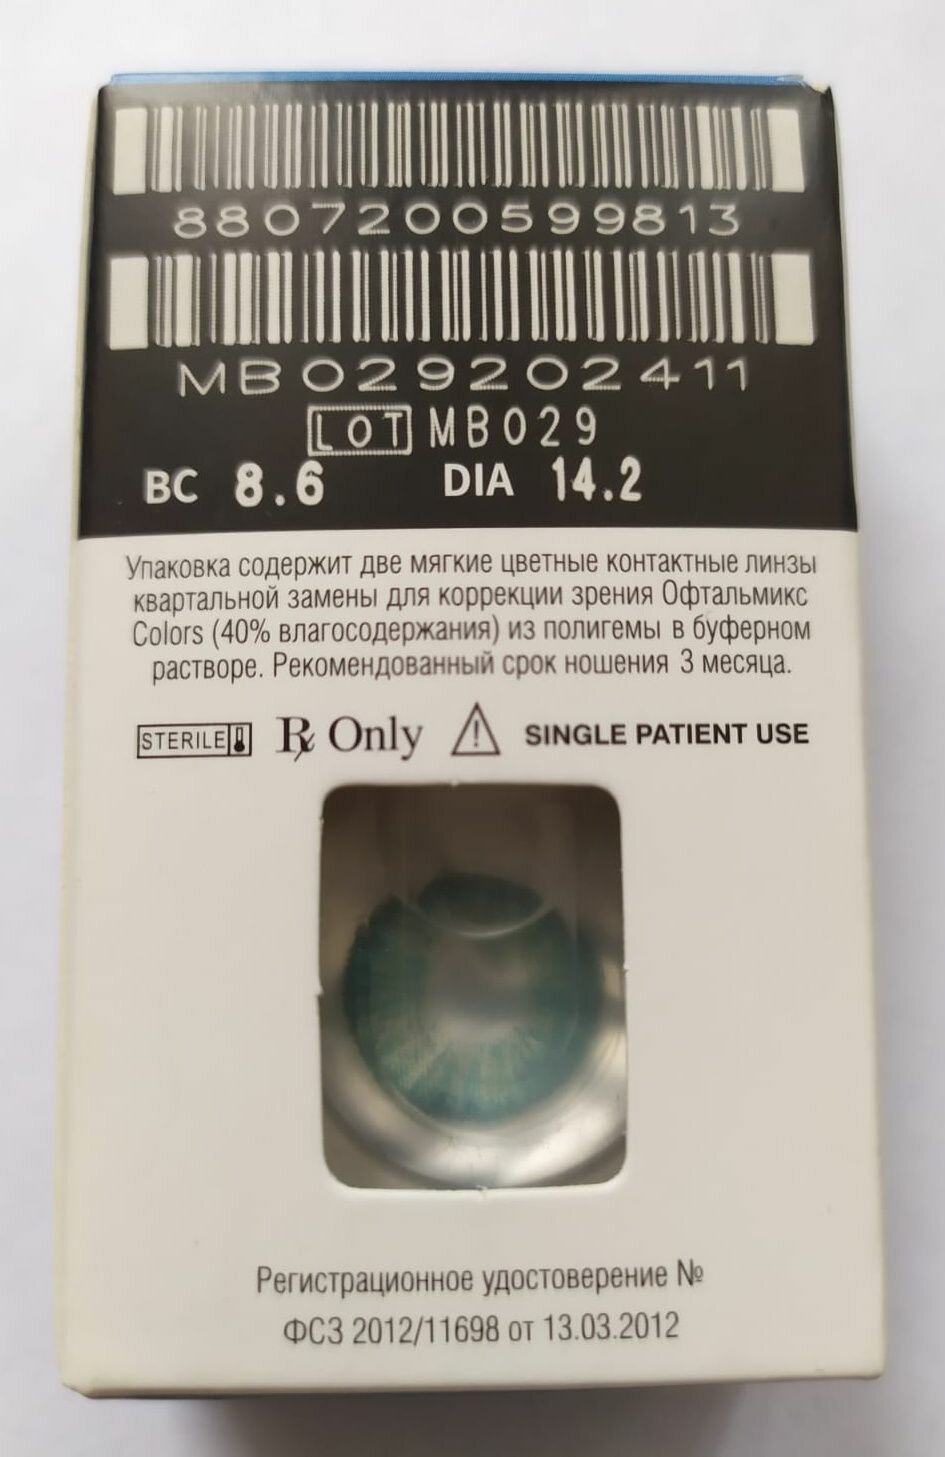 8807200599813
MB029202411
LOT MB029
BC 8.6 DIA 14.2
Упаковка содержит две мягкие цветные контактные линзы
квартальной замены для коррекции зрения Офтальмикс
Colors (40% влагосодержания) из полигемы в буферном
растворе. Рекомендованный срок ношения 3 месяца.
STERILE Rx Only SINGLE PATIENT USE
Регистрационное удостоверение №
ФСЗ 2012/11698 от 13.03.2012